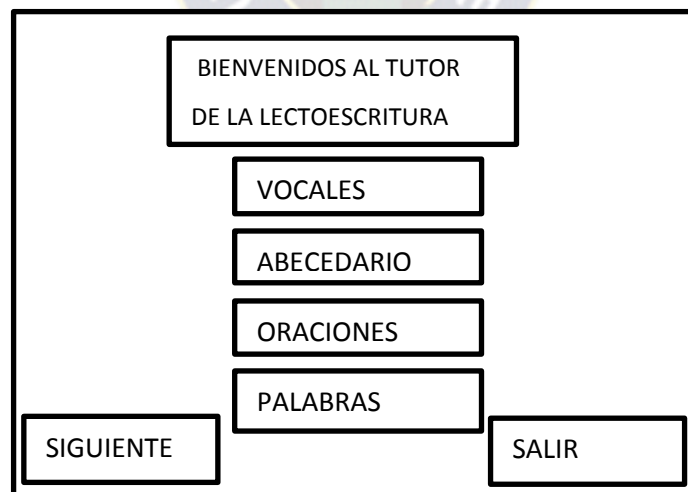 BIENVENIDOS AL TUTOR
DE LA LECTOESCRITURA
VOCALES
ABECEDARIO
ORACIONES
PALABRAS
SIGUIENTE
SALIR